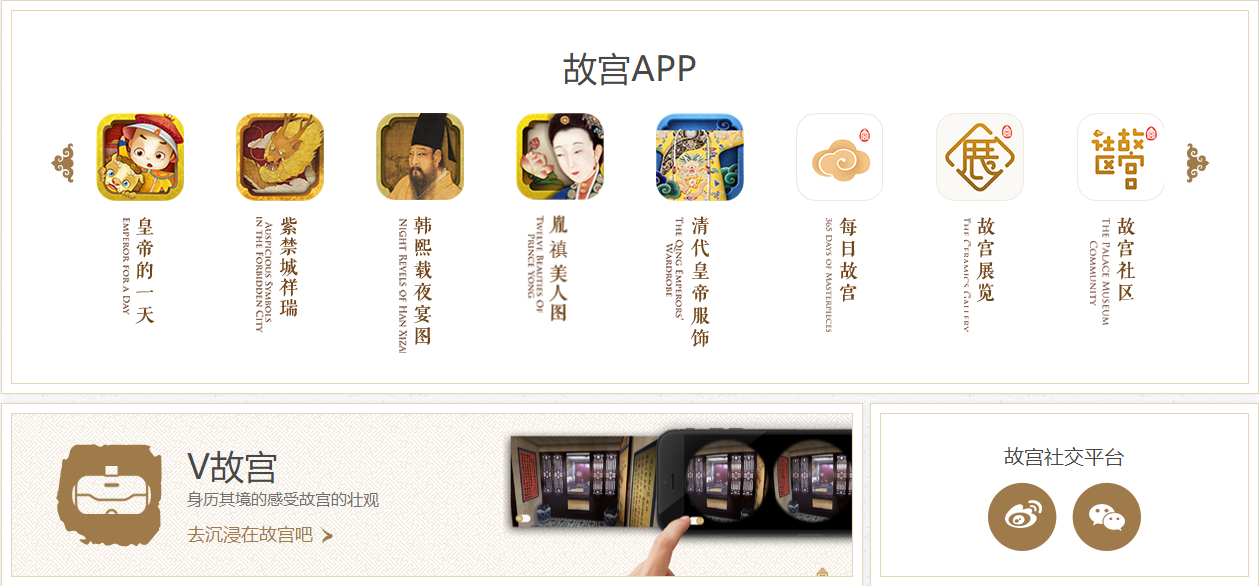 故宫APP
展
故宫
社区
皇帝的一天
EMPEROR FOR A DAY
紫禁城祥瑞
AUSPICIOUS SYMBOLS
IN THE FORBIDDEN CITY
韩熙载夜宴图
NIGHT REVELS OF HAN XIZAI
胤禛美人图
TWELVE BEAUTIES OF
PRINCE YONG
清代皇帝服饰
THE QING EMPERORS'
WARDROBE
每日故宫
365 DAYS OF MASTERPIECES
故宫展览
THE CERAMICS GALLERY
故宫社区
THE PALACE MUSEUM
COMMUNITY
V故宫
身历其境的感受故宫的壮观
去沉浸在故宫吧
故宫社交平台